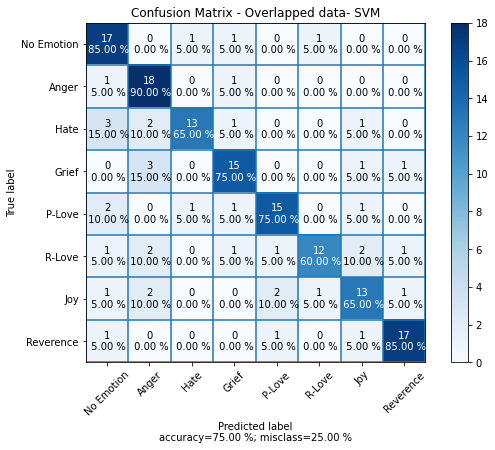 Confusion Matrix - Overlapped data- SVM
True label
No Emotion
17 0 1 1 0 1 0 0
85.00 % 0.00 % 5.00 % 5.00 % 0.00 % 5.00 % 0.00 % 0.00 %
Anger
1 18 0 1 0 0 0 0
5.00 % 90.00 % 0.00 % 5.00 % 0.00 % 0.00 % 0.00 % 0.00 %
Hate
3 2 13 1 0 0 1 0
15.00 % 10.00 % 65.00 % 5.00 % 0.00 % 0.00 % 5.00 % 0.00 %
Grief
0 3 0 15 0 0 1 1
0.00 % 15.00 % 0.00 % 75.00 % 0.00 % 0.00 % 5.00 % 5.00 %
P-Love
2 0 1 1 15 0 1 0
10.00 % 0.00 % 5.00 % 5.00 % 75.00 % 0.00 % 5.00 % 0.00 %
R-Love
1 2 0 1 1 12 2 1
5.00 % 10.00 % 0.00 % 5.00 % 5.00 % 60.00 % 10.00 % 5.00 %
Joy
1 2 0 0 2 1 13 1
5.00 % 10.00 % 0.00 % 0.00 % 10.00 % 5.00 % 65.00 % 5.00 %
Reverence
1 0 0 0 1 0 1 17
5.00 % 0.00 % 0.00 % 0.00 % 5.00 % 0.00 % 5.00 % 85.00 %
No Emotion Anger Hate Grief P-Love R-Love Joy Reverence
Predicted label
accuracy=75.00 %; misclass=25.00 %
18
16
14
12
10
8
6
4
2
0